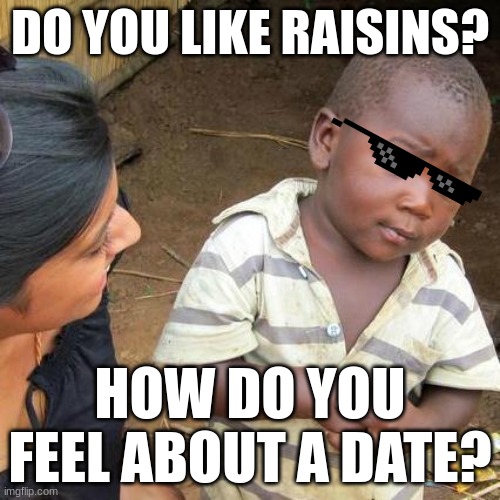 DO YOU LIKE RAISINS?
HOW DO YOU
FEEL ABOUT A DATE?
imgflip.com